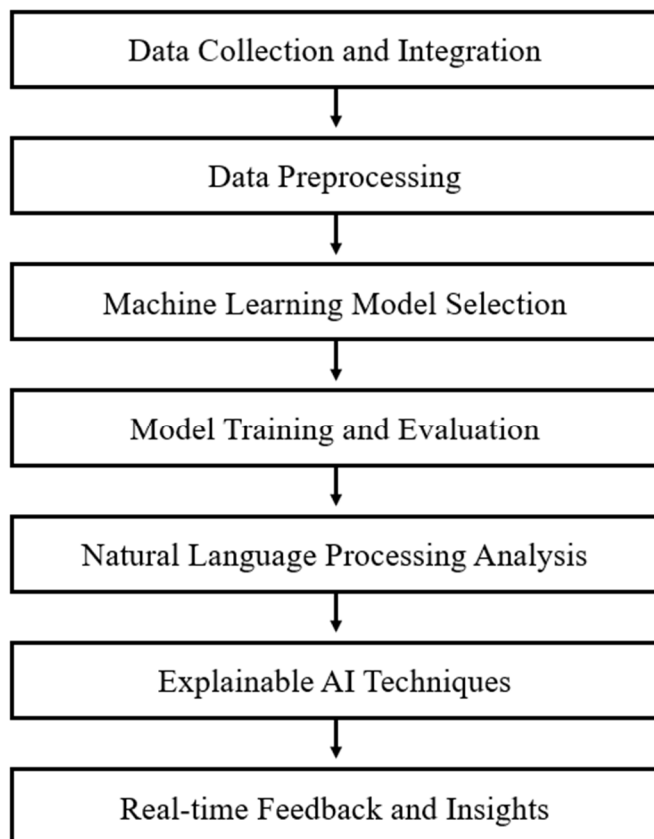 Data Collection and Integration
Data Preprocessing
Machine Learning Model Selection
Model Training and Evaluation
Natural Language Processing Analysis
Explainable AI Techniques
Real-time Feedback and Insights